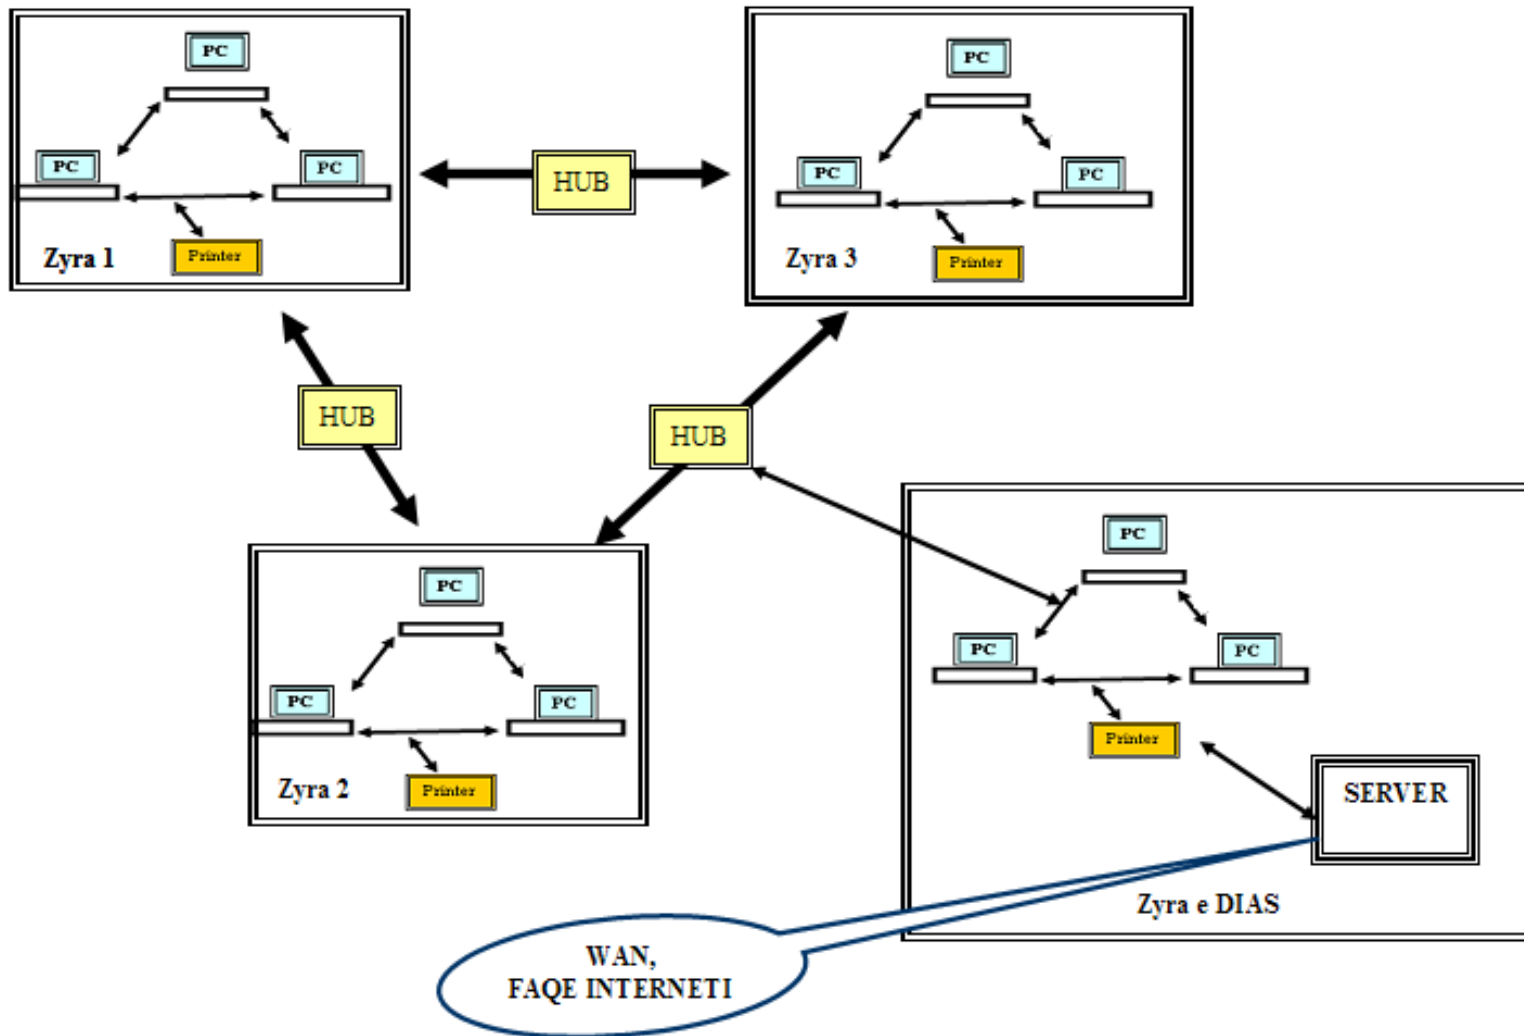 PC
PC
PC
Printer
Zyra 1
HUB
PC
PC
PC
Printer
Zyra 3
HUB
HUB
PC
PC
PC
Printer
Zyra 2
PC
PC
PC
Printer
SERVER
Zyra e DIAS
WAN,
FAQE INTERNETI